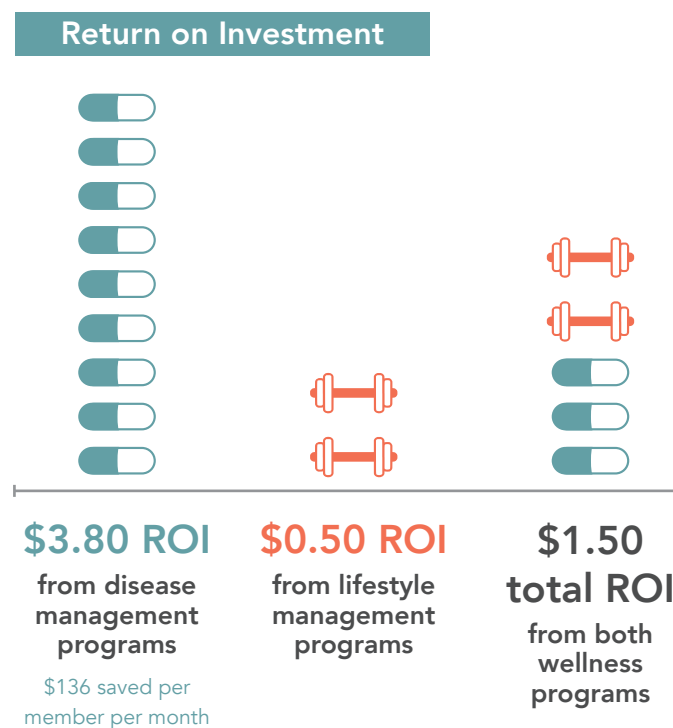 Return on Investment
$3.80 ROI
from disease
management
programs
$136 saved per
member per month
$0.50 ROI
from lifestyle
management
programs
$1.50
total ROI
from both
wellness
programs